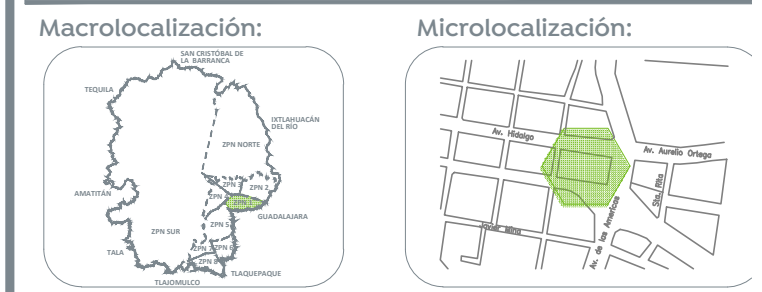 Macrolocalización:
Microlocalización:
SAN CRISTÓBAL DE
LA BARRANCA
TEQUILA
IXTLAHUACÁN
DEL RÍO
ZPN NORTE
ZPN 3
ZPN 2
AMATITÁN
GUADALAJARA
ZPN SUR
ZPN 5
ZPN 7
ZPN 6
ZPN 8
TALA
TLAQUEPAQUE
TLAJOMULCO
Av. Hidalgo
Av. Aurelio Ortega
Sta. Rita
Javier Mina
Av. de las Americas